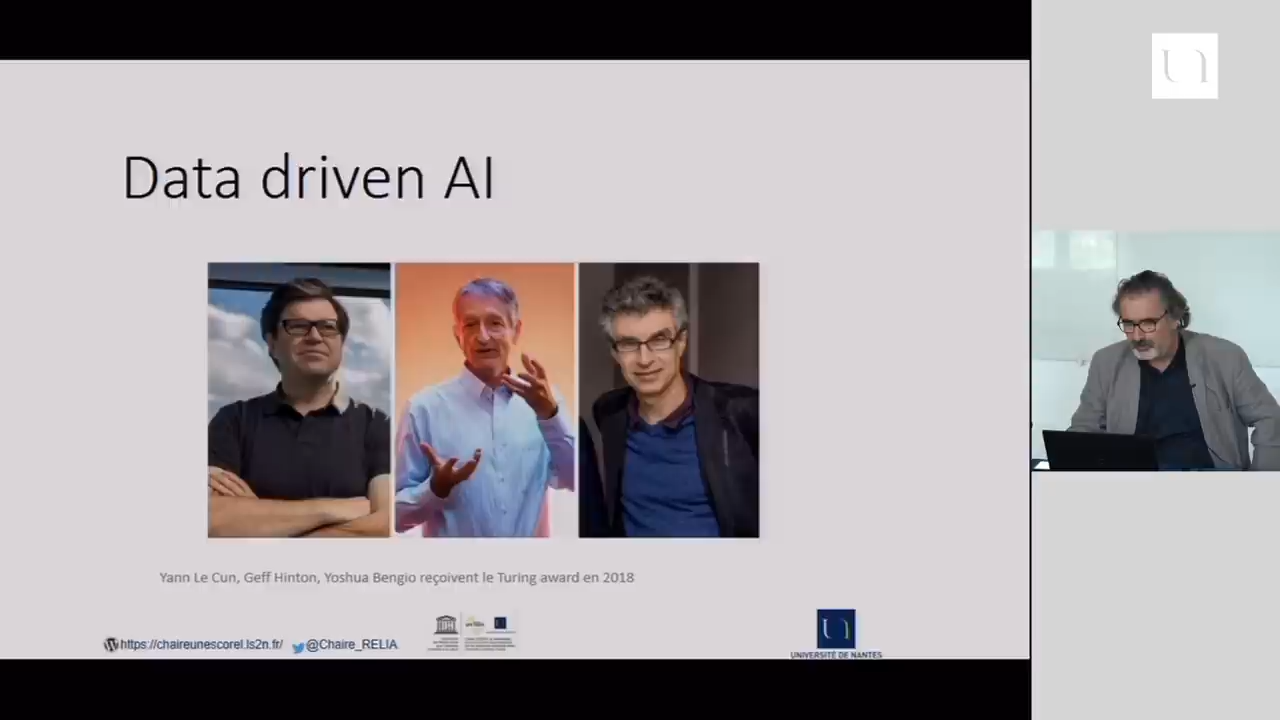 Data driven AI
Yann Le Cun, Geff Hinton, Yoshua Bengio reçoivent le Turing award en 2018
https://chaireunescorel.ls2n.fr/ @Chaire_RELIA
UNIVERSITÉ DE NANTES